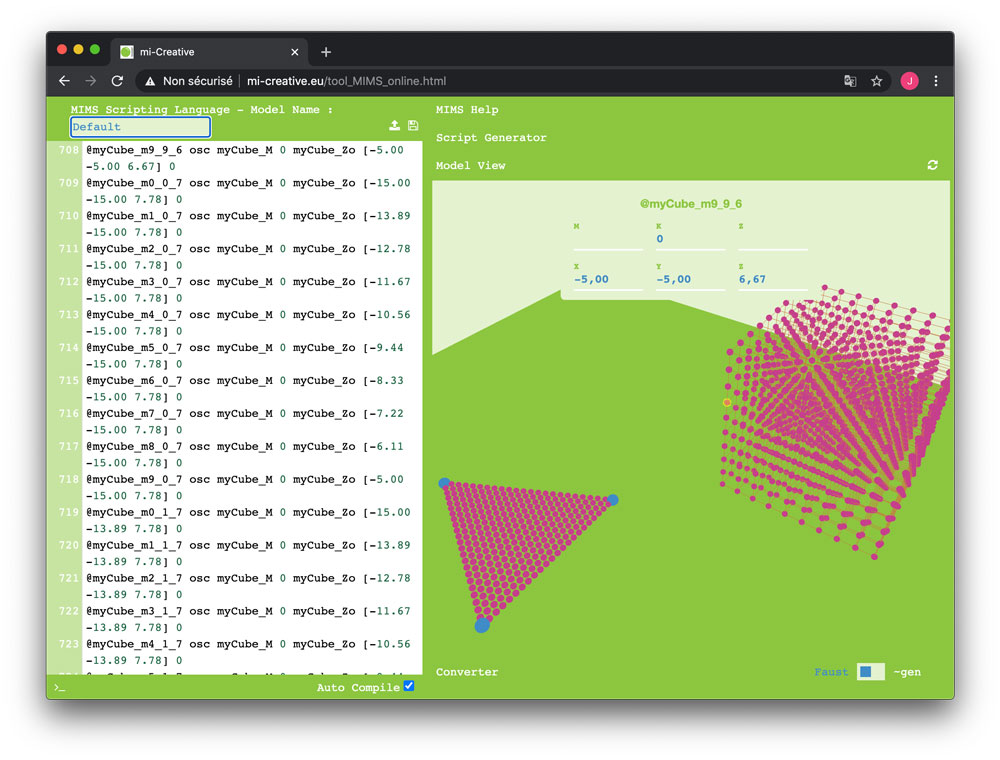 mi-Creative
Non sécurisé
mi-creative.eu/tool_MIMS_online.html
J
MIMS Scripting Language - Model Name :
Default
708 @myCube_m9_9_6 osc myCube_M 0 myCube_Zo [-5.00
-5.00 6.67] 0
709 @myCube_m0_0_7 osc myCube_M 0 myCube_Zo [-15.00
-15.00 7.78] 0
710 @myCube_m1_0_7 osc myCube_M 0 myCube_Zo [-13.89
-15.00 7.78] 0
711 @myCube_m2_0_7 osc myCube_M 0 myCube_Zo [-12.78
-15.00 7.78] 0
712 @myCube_m3_0_7 osc myCube_M 0 myCube_Zo [-11.67
-15.00 7.78] 0
713 @myCube_m4_0_7 osc myCube_M 0 myCube_Zo [-10.56
-15.00 7.78] 0
714 @myCube_m5_0_7 osc myCube_M 0 myCube_Zo [-9.44
-15.00 7.78] 0
715 @myCube_m6_0_7 osc myCube_M 0 myCube_Zo [-8.33
-15.00 7.78] 0
716 @myCube_m7_0_7 osc myCube_M 0 myCube_Zo [-7.22
-15.00 7.78] 0
717 @myCube_m8_0_7 osc myCube_M 0 myCube_Zo [-6.11
-15.00 7.78] 0
718 @myCube_m9_0_7 osc myCube_M 0 myCube_Zo [-5.00
-15.00 7.78] 0
719 @myCube_m0_1_7 osc myCube_M 0 myCube_Zo [-15.00
-13.89 7.78] 0
720 @myCube_m1_1_7 osc myCube_M 0 myCube_Zo [-13.89
-13.89 7.78] 0
721 @myCube_m2_1_7 osc myCube_M 0 myCube_Zo [-12.78
-13.89 7.78] 0
722 @myCube_m3_1_7 osc myCube_M 0 myCube_Zo [-11.67
-13.89 7.78] 0
723 @myCube_m4_1_7 osc myCube_M 0 myCube_Zo [-10.56
-13.89 7.78] 0
>_
Auto Compile
MIMS Help
Script Generator
Model View
@myCube_m9_9_6
M K Z
0
X Y Z
-5,00 -5,00 6,67
Converter
Faust ~gen